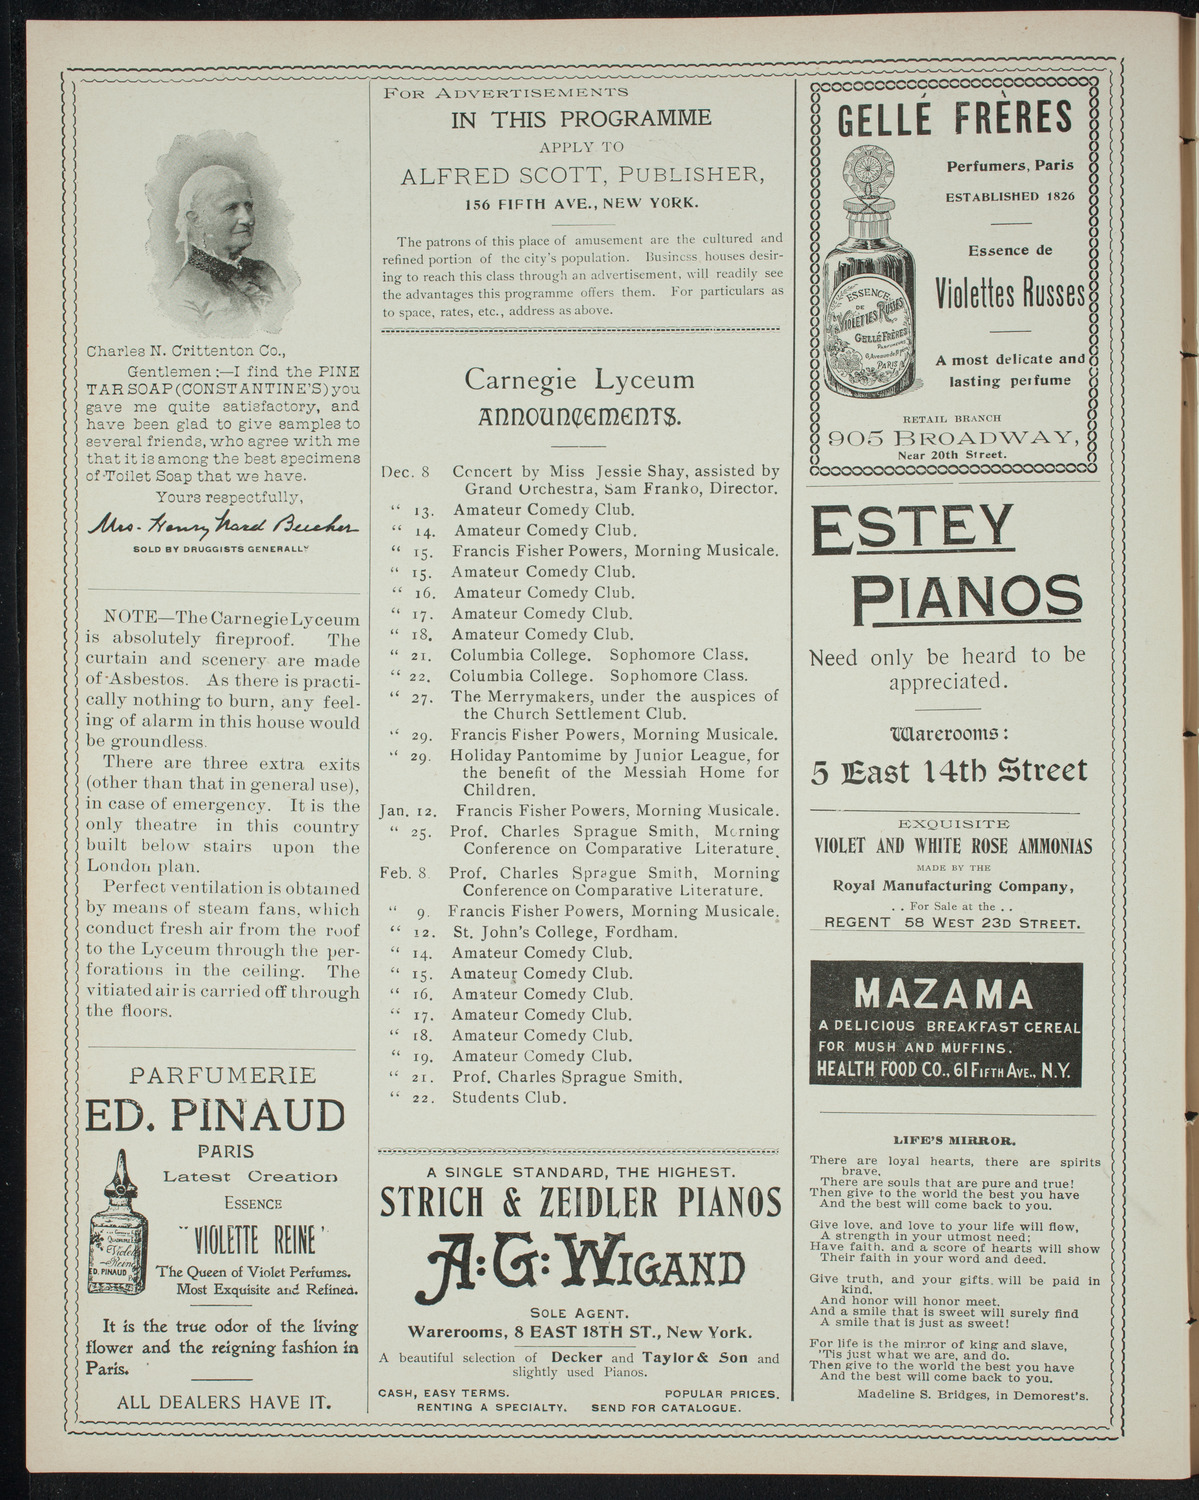 Charles N. Crittenton Co.,
Gentlemen:—I find the PINE
TAR SOAP (CONSTANTINE'S) you
gave me quite satisfactory, and
have been glad to give samples to
several friends, who agree with me
that it is among the best specimens
of Toilet Soap that we have.
Yours respectfully,
Mrs. Henry Ward Beecher
SOLD BY DRUGGISTS GENERALLY
NOTE—The Carnegie Lyceum
is absolutely fireproof. The
curtain and scenery are made
of Asbestos. As there is practi-
cally nothing to burn, any feel-
ing of alarm in this house would
be groundless.
There are three extra exits
(other than that in general use),
in case of emergency. It is the
only theatre in this country
built below stairs upon the
London plan.
Perfect ventilation is obtained
by means of steam fans, which
conduct fresh air from the roof
to the Lyceum through the per-
forations in the ceiling. The
vitiated air is carried off through
the floors.
PARFUMERIE
ED. PINAUD
PARIS
Latest Creation
ESSENCE
"VIOLETTE REINE"
The Queen of Violet Perfumes.
Most Exquisite and Refined.
ED. PINAUD
It is the true odor of the living
flower and the reigning fashion in
Paris.
ALL DEALERS HAVE IT.
FOR ADVERTISEMENTS
IN THIS PROGRAMME
APPLY TO
ALFRED SCOTT, PUBLISHER,
156 FIFTH AVE., NEW YORK.
The patrons of this place of amusement are the cultured and
refined portion of the city's population. Business houses desir-
ing to reach this class through an advertisement, will readily see
the advantages this programme offers them. For particulars as
to space, rates, etc., address as above.
Carnegie Lyceum
ANNOUNCEMENTS.
Dec. 8 Concert by Miss Jessie Shay, assisted by
Grand Orchestra, Sam Franko, Director.
" 13. Amateur Comedy Club.
" 14. Amateur Comedy Club.
" 15. Francis Fisher Powers, Morning Musicale.
" 15. Amateur Comedy Club.
" 16. Amateur Comedy Club.
" 17. Amateur Comedy Club.
" 18. Amateur Comedy Club.
" 21. Columbia College. Sophomore Class.
" 22. Columbia College. Sophomore Class.
" 27. The Merrymakers, under the auspices of
the Church Settlement Club.
" 29. Francis Fisher Powers, Morning Musicale.
" 29. Holiday Pantomime by Junior League, for
the benefit of the Messiah Home for
Children.
Jan. 12. Francis Fisher Powers, Morning Musicale.
" 25. Prof. Charles Sprague Smith, Morning
Conference on Comparative Literature.
Feb. 8. Prof. Charles Sprague Smith, Morning
Conference on Comparative Literature.
" 9. Francis Fisher Powers, Morning Musicale.
" 12. St. John's College, Fordham.
" 14. Amateur Comedy Club.
" 15. Amateur Comedy Club.
" 16. Amateur Comedy Club.
" 17. Amateur Comedy Club.
" 18. Amateur Comedy Club.
" 19. Amateur Comedy Club.
" 21. Prof. Charles Sprague Smith.
" 22. Students Club.
A SINGLE STANDARD, THE HIGHEST.
STRICH & ZEIDLER PIANOS
A:G:WIGAND
SOLE AGENT.
Warerooms, 8 EAST 18TH ST., New York.
A beautiful selection of Decker and Taylor & Son and
slightly used Pianos.
CASH, EASY TERMS. POPULAR PRICES.
RENTING A SPECIALTY. SEND FOR CATALOGUE.
GELLÉ FRÈRES
Perfumers, Paris
ESTABLISHED 1826
Essence de
Violettes Russes
ESSENCE
DE
VIOLETTES RUSSES
GELLÉ FRÈRES
PARIS
A most delicate and
lasting perfume
RETAIL BRANCH
905 BROADWAY,
Near 20th Street.
ESTEY
PIANOS
Need only be heard to be
appreciated.
Warerooms:
5 East 14th Street
EXQUISITE
VIOLET AND WHITE ROSE AMMONIAS
MADE BY THE
Royal Manufacturing Company,
. . For Sale at the . .
REGENT 58 WEST 23D STREET.
MAZAMA
A DELICIOUS BREAKFAST CEREAL
FOR MUSH AND MUFFINS.
HEALTH FOOD CO., 61 FIFTH AVE., N.Y.
LIFE'S MIRROR.
There are loyal hearts, there are spirits
brave,
There are souls that are pure and true!
Then give to the world the best you have
And the best will come back to you.
Give love, and love to your life will flow,
A strength in your utmost need;
Have faith, and a score of hearts will show
Their faith in your word and deed.
Give truth, and your gifts will be paid in
kind,
And honor will honor meet.
And a smile that is sweet will surely find
A smile that is just as sweet!
For life is the mirror of king and slave,
'Tis just what we are, and do.
Then give to the world the best you have
And the best will come back to you.
Madeline S. Bridges, in Demorest's.